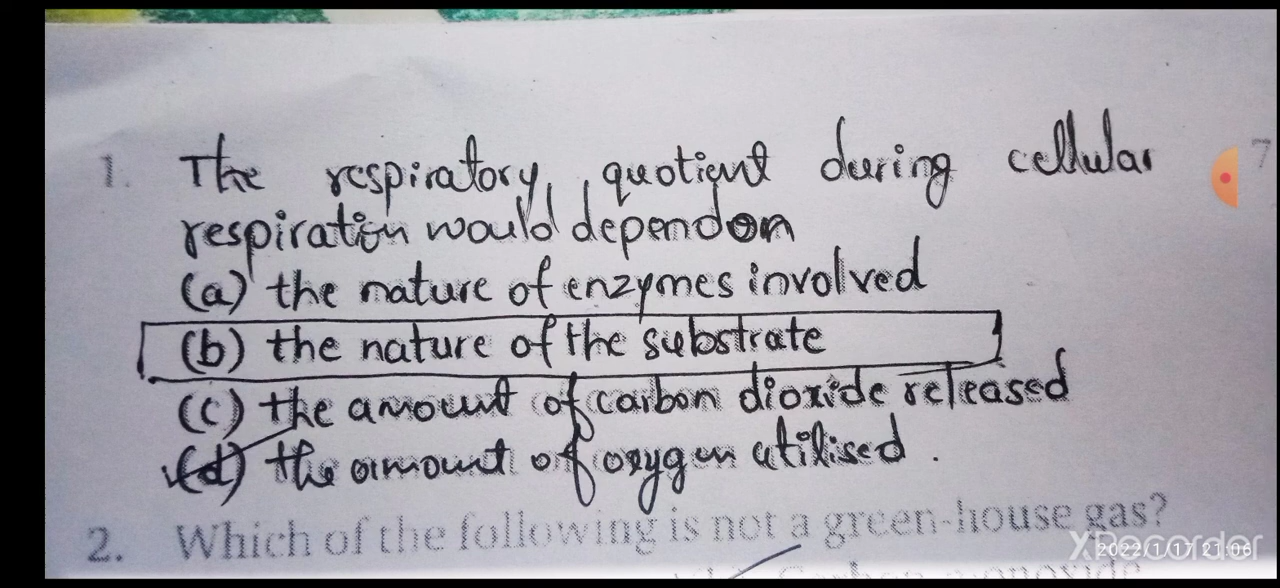 1. The respiratory quotient during cellular
respiration would depend on
(a) the nature of enzymes involved
(b) the nature of the substrate
(c) the amount of carbon dioxide released
(d) the amount of oxygen utilised.
2. Which of the following is not a green-house gas?
XRecorder
2022/1/17 21:06